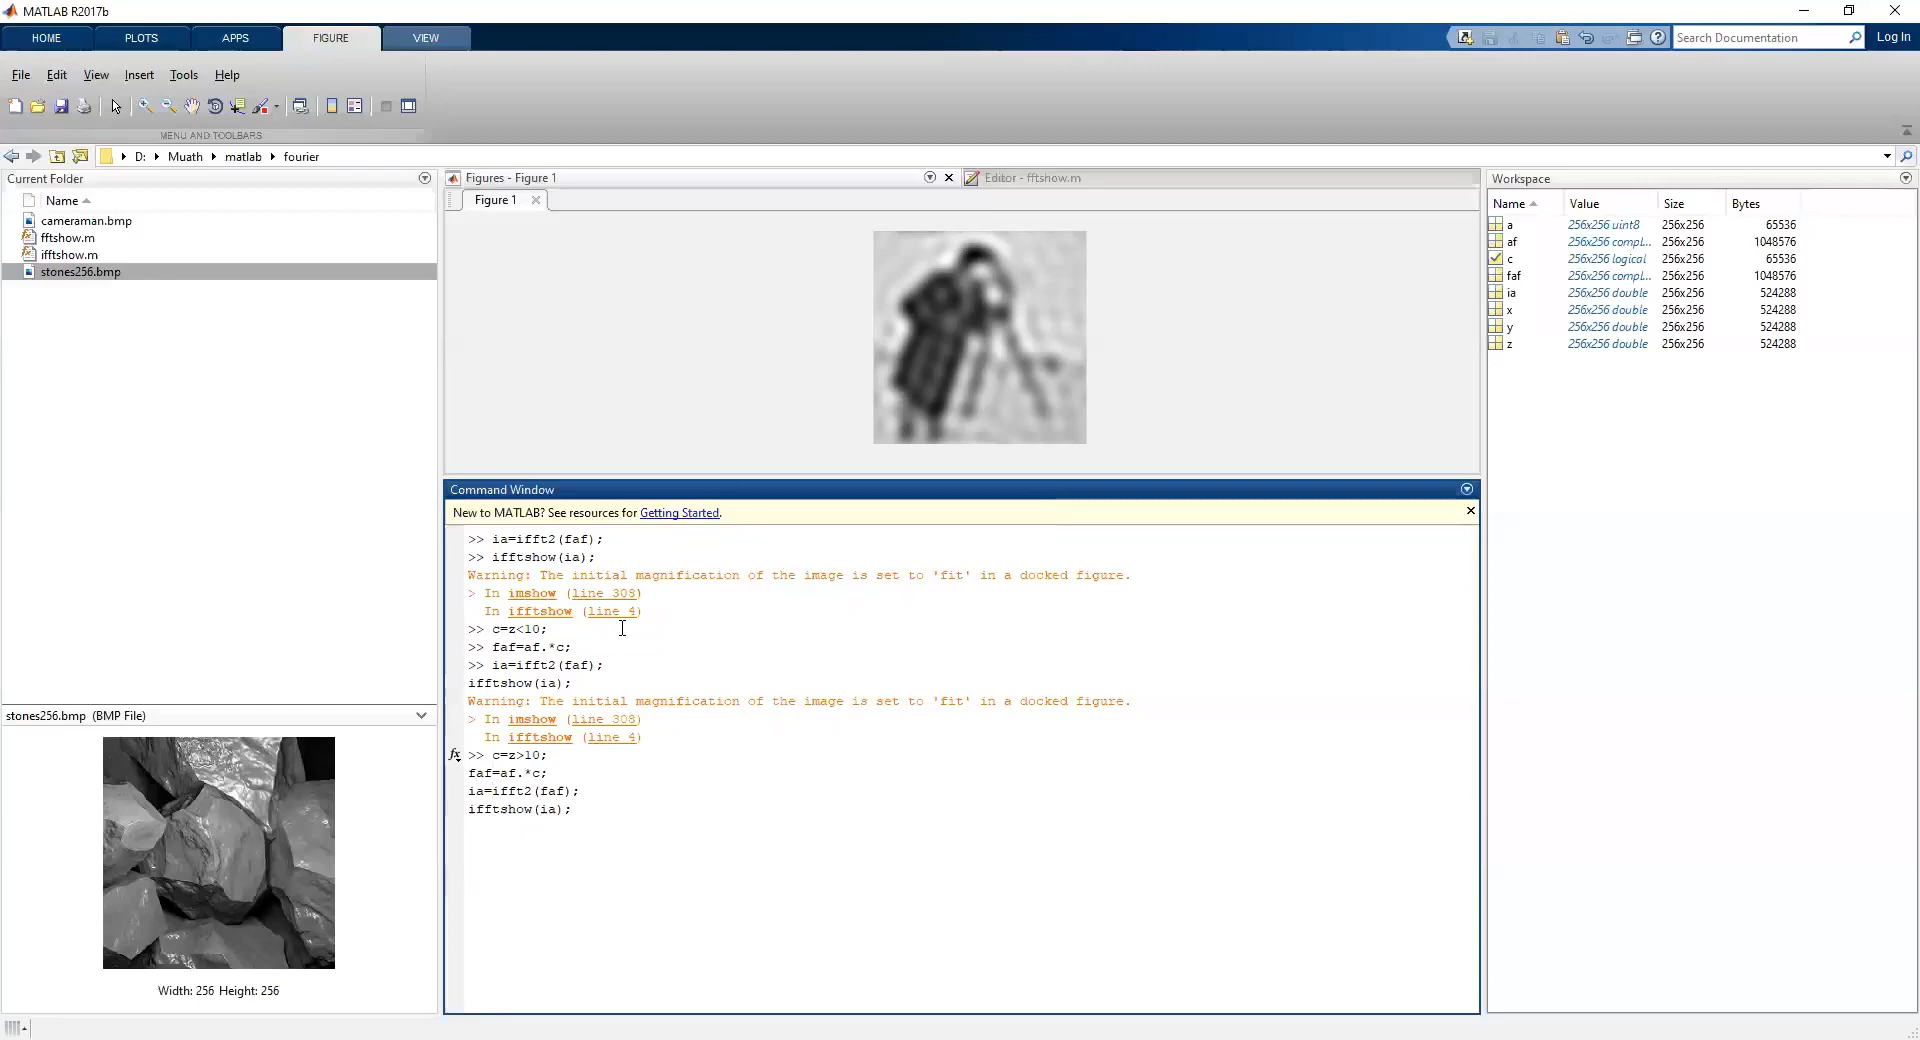 MATLAB R2017b
HOME
PLOTS
APPS
FIGURE
VIEW
Search Documentation
Log In
File
Edit
View
Insert
Tools
Help
MENU AND TOOLBARS
D:
Muath
matlab
fourier
Current Folder
Name
cameraman.bmp
fftshow.m
ifftshow.m
stones256.bmp
stones256.bmp (BMP File)
Width: 256 Height: 256
Figures - Figure 1
Editor - fftshow.m
Figure 1
Command Window
New to MATLAB? See resources for Getting Started.
>> ia=ifft2(faf);
>> ifftshow(ia);
Warning: The initial magnification of the image is set to 'fit' in a docked figure.
> In imshow (line 308)
In ifftshow (line 4)
>> c=z<10;
>> faf=af.*c;
>> ia=ifft2(faf);
ifftshow(ia);
Warning: The initial magnification of the image is set to 'fit' in a docked figure.
> In imshow (line 308)
In ifftshow (line 4)
fx >> c=z>10;
faf=af.*c;
ia=ifft2(faf);
ifftshow(ia);
Workspace
Name Value Size Bytes
a 256x256 uint8 256x256 65536
af 256x256 compl... 256x256 1048576
c 256x256 logical 256x256 65536
faf 256x256 compl... 256x256 1048576
ia 256x256 double 256x256 524288
x 256x256 double 256x256 524288
y 256x256 double 256x256 524288
z 256x256 double 256x256 524288